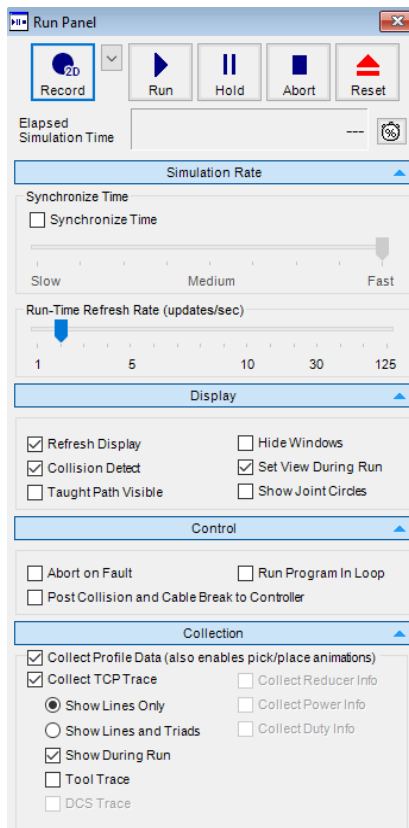 Run Panel
2D
Record Run Hold Abort Reset
Elapsed
Simulation Time
---
%
Simulation Rate
Synchronize Time
Synchronize Time
Slow Medium Fast
Run-Time Refresh Rate (updates/sec)
1 5 10 30 125
Display
Refresh Display Hide Windows
Collision Detect Set View During Run
Taught Path Visible Show Joint Circles
Control
Abort on Fault Run Program In Loop
Post Collision and Cable Break to Controller
Collection
Collect Profile Data (also enables pick/place animations)
Collect TCP Trace Collect Reducer Info
Show Lines Only Collect Power Info
Show Lines and Triads Collect Duty Info
Show During Run
Tool Trace
DCS Trace